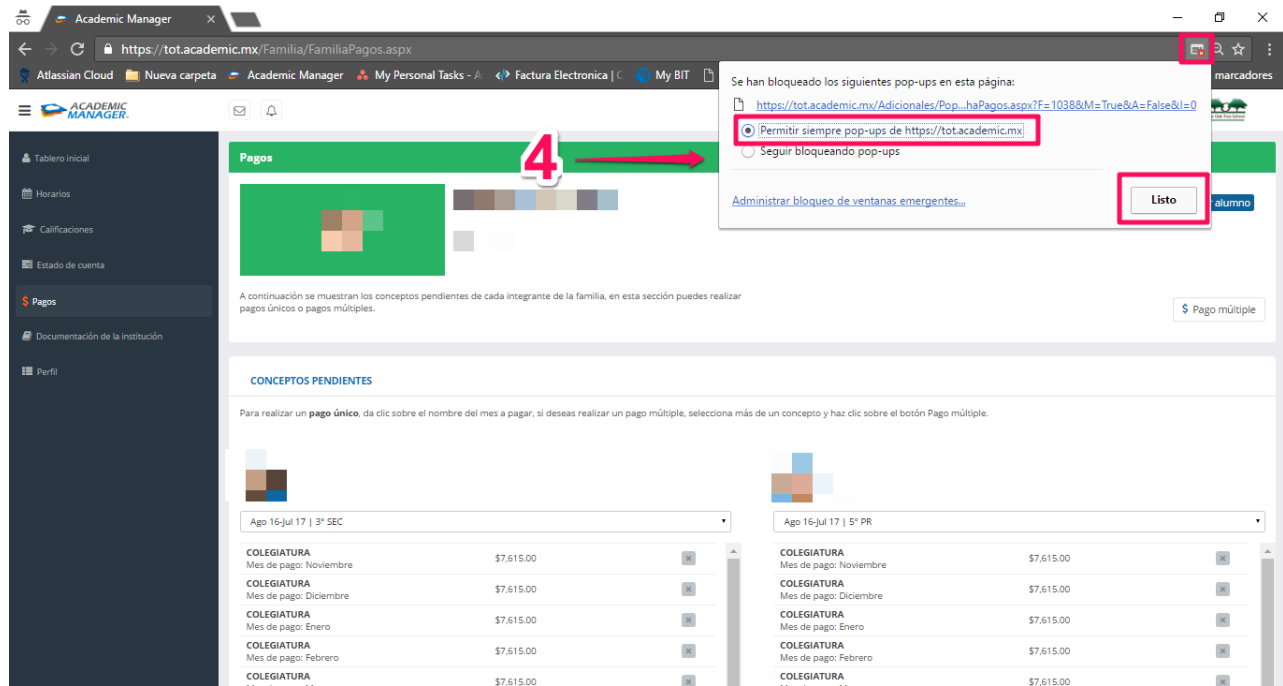 Academic Manager
https://tot.academic.mx/Familia/FamiliaPagos.aspx
Atlassian Cloud Nueva carpeta Academic Manager My Personal Tasks - A Factura Electronica | C My BIT marcadores
Se han bloqueado los siguientes pop-ups en esta página:
https://tot.academic.mx/Adicionales/Pop...haPagos.aspx?F=1038&M=True&A=False&I=0
Permitir siempre pop-ups de https://tot.academic.mx
Seguir bloqueando pop-ups
Administrar bloqueo de ventanas emergentes...
Listo
4
ACADEMIC
MANAGER.
Tablero inicial
Horarios
Calificaciones
Estado de cuenta
$ Pagos
Documentación de la institución
Perfil
Pagos
alumno
A continuación se muestran los conceptos pendientes de cada integrante de la familia, en esta sección puedes realizar
pagos únicos o pagos múltiples.
$ Pago múltiple
CONCEPTOS PENDIENTES
Para realizar un pago único, da clic sobre el nombre del mes a pagar, si deseas realizar un pago múltiple, selecciona más de un concepto y haz clic sobre el botón Pago múltiple.
Ago 16-Jul 17 | 3° SEC
COLEGIATURA
Mes de pago: Noviembre
$7,615.00
COLEGIATURA
Mes de pago: Diciembre
$7,615.00
COLEGIATURA
Mes de pago: Enero
$7,615.00
COLEGIATURA
Mes de pago: Febrero
$7,615.00
COLEGIATURA
$7,615.00
Ago 16-Jul 17 | 5° PR
COLEGIATURA
Mes de pago: Noviembre
$7,615.00
COLEGIATURA
Mes de pago: Diciembre
$7,615.00
COLEGIATURA
Mes de pago: Enero
$7,615.00
COLEGIATURA
Mes de pago: Febrero
$7,615.00
COLEGIATURA
$7,615.00